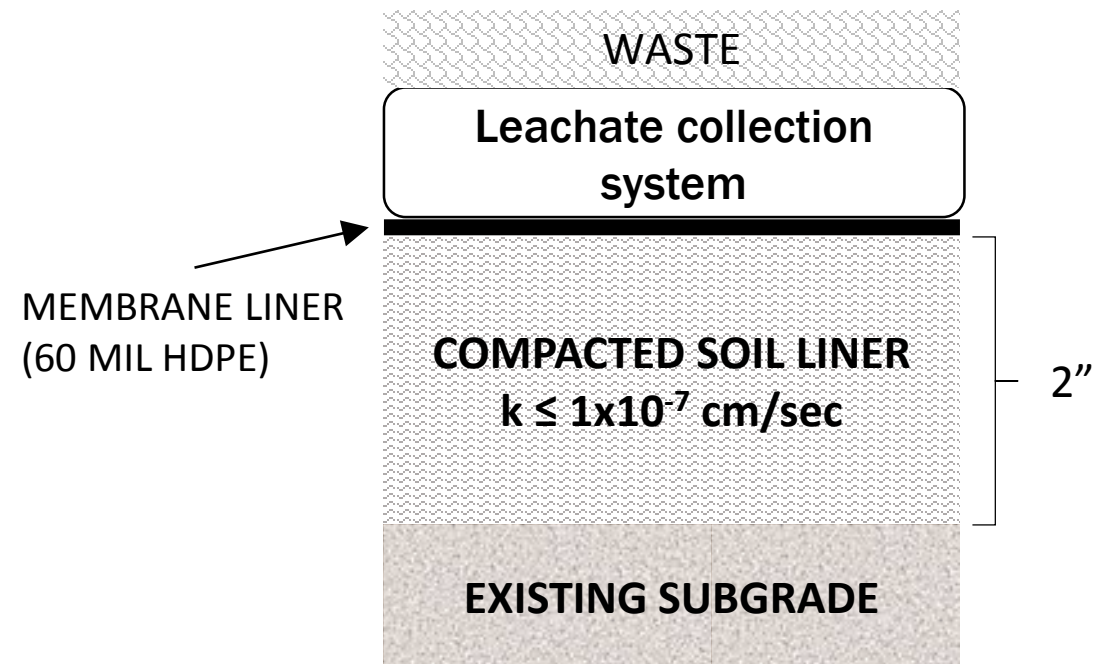 WASTE
Leachate collection
system
MEMBRANE LINER
(60 MIL HDPE)
COMPACTED SOIL LINER
k ≤ 1x10⁻⁷ cm/sec
2”
EXISTING SUBGRADE